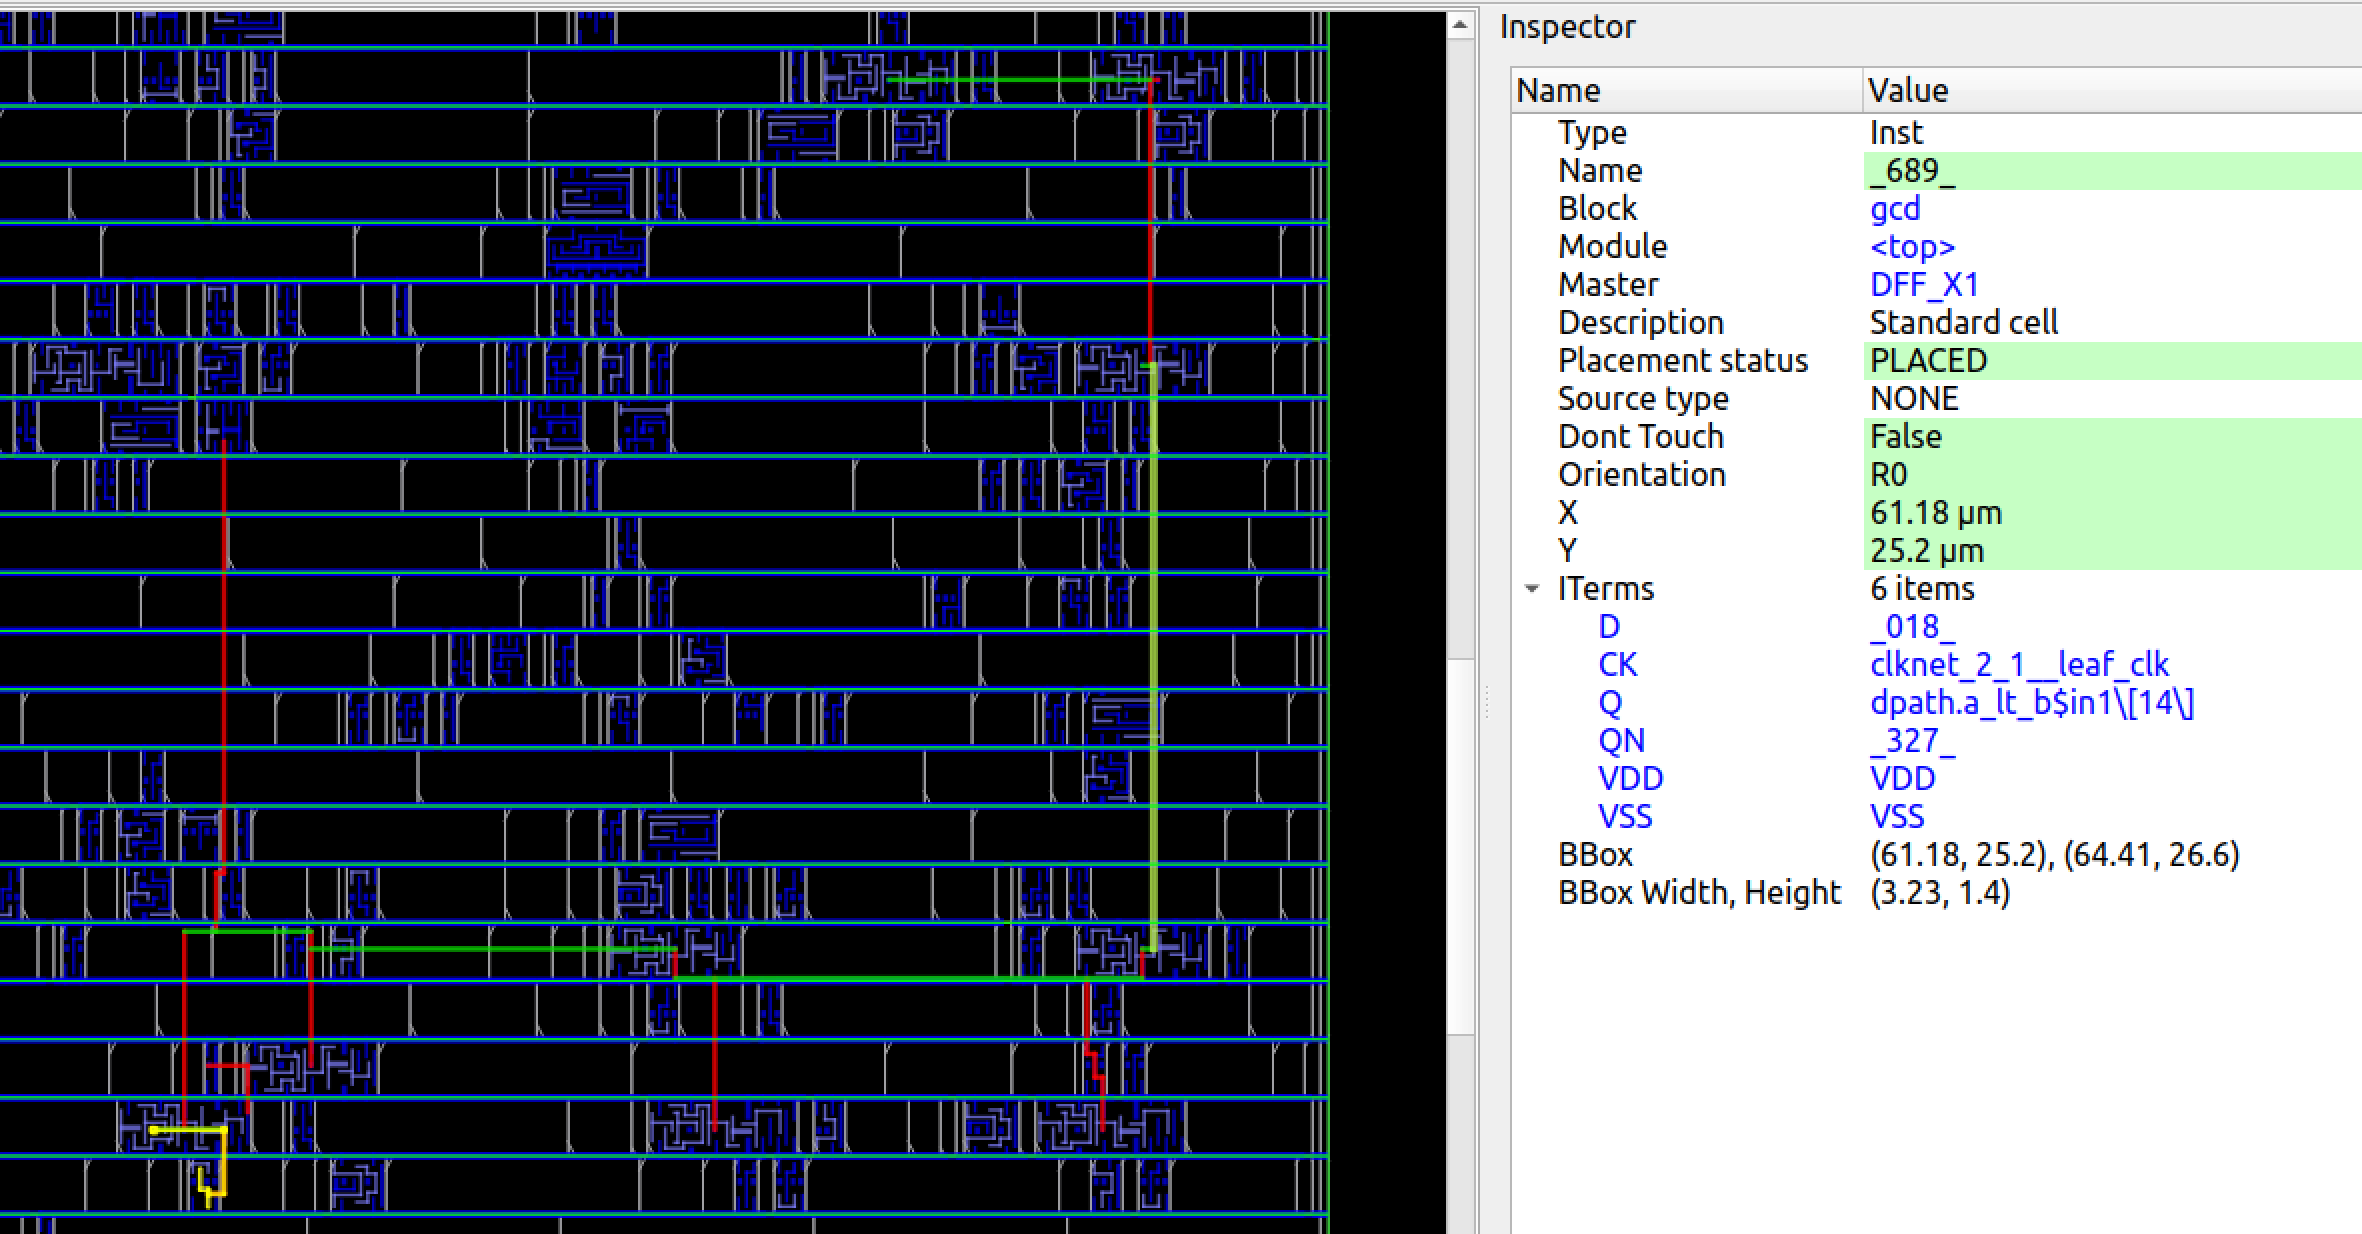 Inspector
Name Value
Type Inst
Name _689_
Block gcd
Module <top>
Master DFF_X1
Description Standard cell
Placement status PLACED
Source type NONE
Dont Touch False
Orientation R0
X 61.18 μm
Y 25.2 μm
ITerms 6 items
D _018_
CK clknet_2_1__leaf_clk
Q dpath.a_lt_b$in1\[14\]
QN _327_
VDD VDD
VSS VSS
BBox (61.18, 25.2), (64.41, 26.6)
BBox Width, Height (3.23, 1.4)